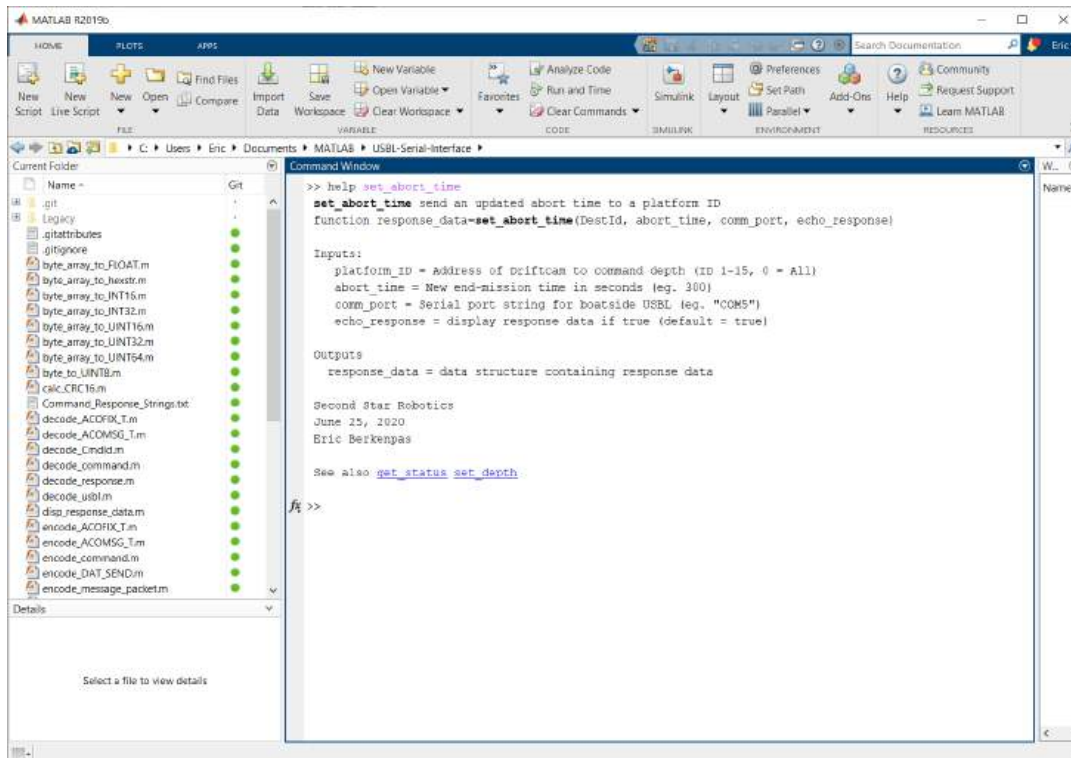 MATLAB R2019b
HOME PLOTS APPS
Search Documentation
Eric
New Script
New Live Script
New
Open
Find Files
Compare
Import Data
Save Workspace
New Variable
Open Variable
Clear Workspace
Favorites
Analyze Code
Run and Time
Clear Commands
Simulink
Layout
Preferences
Set Path
Parallel
Add-Ons
Help
Community
Request Support
Learn MATLAB
FILE VARIABLE CODE SIMULINK ENVIRONMENT RESOURCES
C: Users Eric Documents MATLAB USBL-Serial-Interface
Current Folder
Name Git
.git
Legacy
.gitattributes
.gitignore
byte_array_to_FLOAT.m
byte_array_to_hexstr.m
byte_array_to_INT16.m
byte_array_to_INT32.m
byte_array_to_UINT16.m
byte_array_to_UINT32.m
byte_array_to_UINT64.m
byte_to_UINT8.m
calc_CRC16.m
Command_Response_Strings.txt
decode_ACOFIX_T.m
decode_ACOMSG_T.m
decode_CmdId.m
decode_command.m
decode_response.m
decode_usbl.m
disp_response_data.m
encode_ACOFIX_T.m
encode_ACOMSG_T.m
encode_command.m
encode_DAT_SEND.m
encode_message_packet.m
Details
Select a file to view details
Command Window
>> help set_abort_time
set_abort_time send an updated abort time to a platform ID
function response_data=set_abort_time(DestId, abort_time, comm_port, echo_response)
Inputs:
platform_ID = Address of Driftcam to command depth (ID 1-15, 0 = All)
abort_time = New end-mission time in seconds (eg. 300)
comm_port = Serial port string for boatside USBL (eg. "COM5")
echo_response = display response data if true (default = true)
Outputs
response_data = data structure containing response data
Second Star Robotics
June 25, 2020
Eric Berkenpas
See also get_status set_depth
fx >>
W...
Name